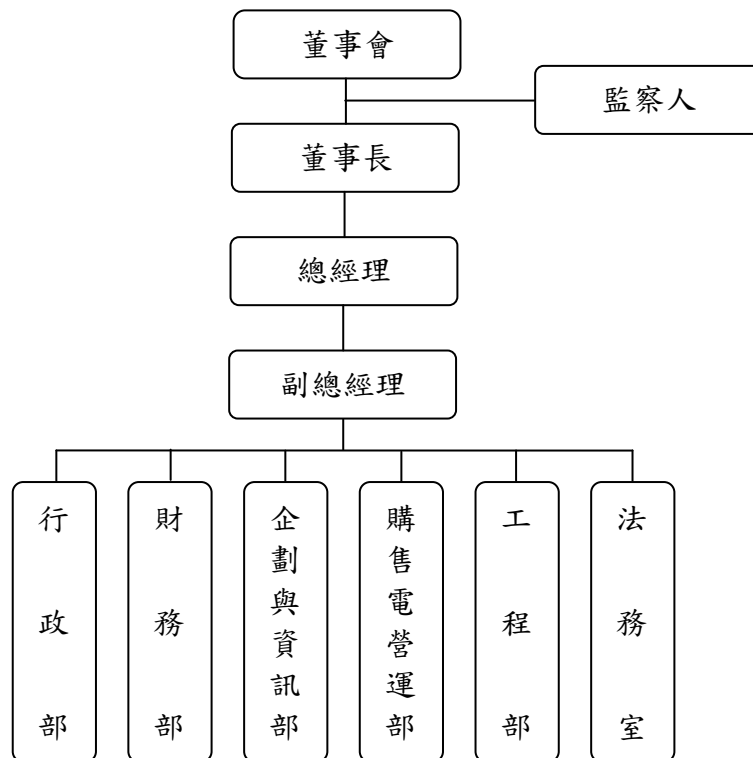 董事會
監察人
董事長
總經理
副總經理
行政部
財務部
企劃與資訊部
購售電營運部
工程部
法務室